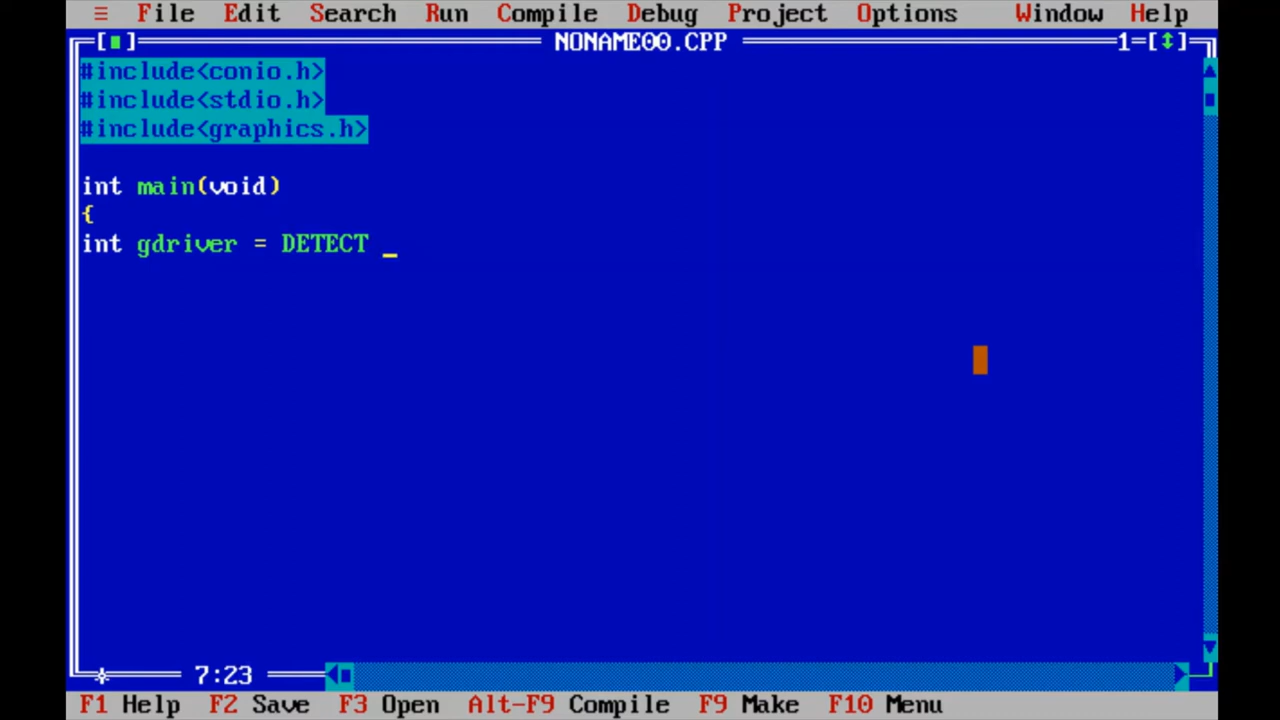 ≡ File Edit Search Run Compile Debug Project Options Window Help
[■] NONAME00.CPP 1=[↕]
#include<conio.h>
#include<stdio.h>
#include<graphics.h>
int main(void)
{
int gdriver = DETECT _
7:23
F1 Help F2 Save F3 Open Alt-F9 Compile F9 Make F10 Menu